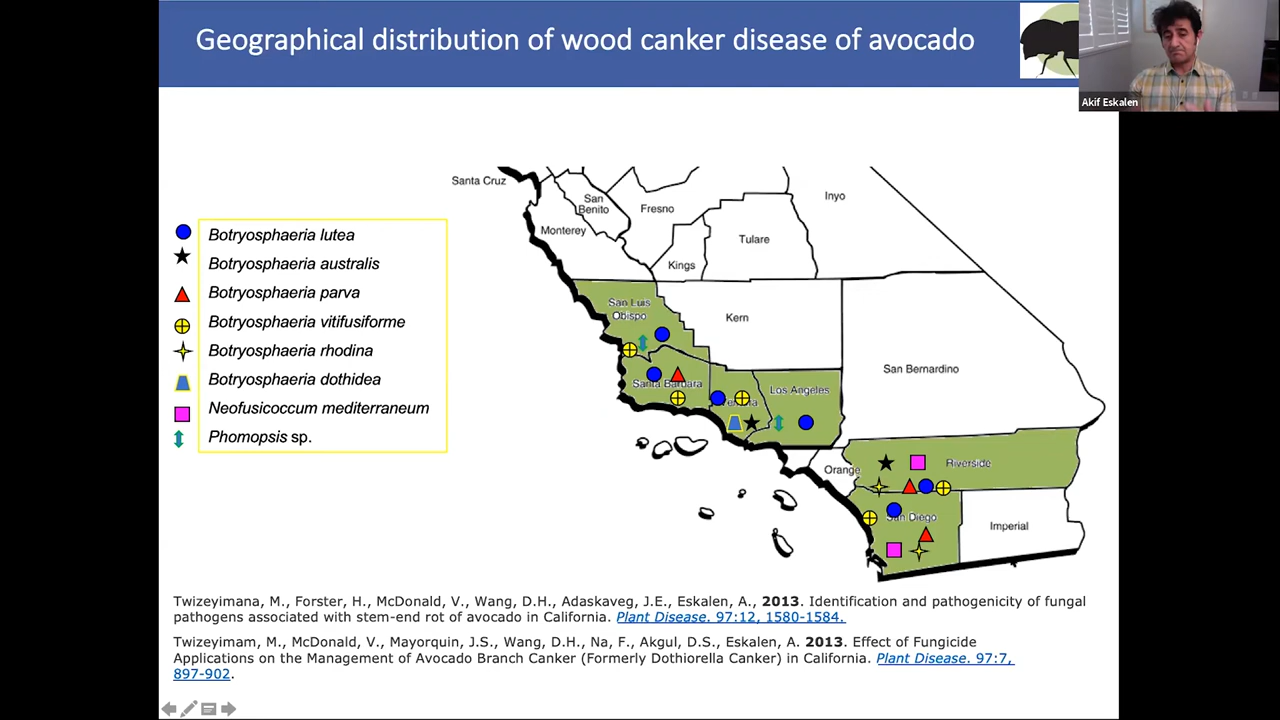 Geographical distribution of wood canker disease of avocado
Akif Eskalen
Botryosphaeria lutea
Botryosphaeria australis
Botryosphaeria parva
Botryosphaeria vitifusiforme
Botryosphaeria rhodina
Botryosphaeria dothidea
Neofusicoccum mediterraneum
Phomopsis sp.
Santa Cruz
San
Benito
Fresno
Inyo
Monterey
Tulare
Kings
San Luis
Obispo
Kern
Santa Barbara
Ventura
Los Angeles
San Bernardino
Orange
Riverside
San Diego
Imperial
Twizeyimana, M., Forster, H., McDonald, V., Wang, D.H., Adaskaveg, J.E., Eskalen, A., 2013. Identification and pathogenicity of fungal
pathogens associated with stem-end rot of avocado in California. Plant Disease. 97:12, 1580-1584.
Twizeyimam, M., McDonald, V., Mayorquin, J.S., Wang, D.H., Na, F., Akgul, D.S., Eskalen, A. 2013. Effect of Fungicide
Applications on the Management of Avocado Branch Canker (Formerly Dothiorella Canker) in California. Plant Disease. 97:7,
897-902.